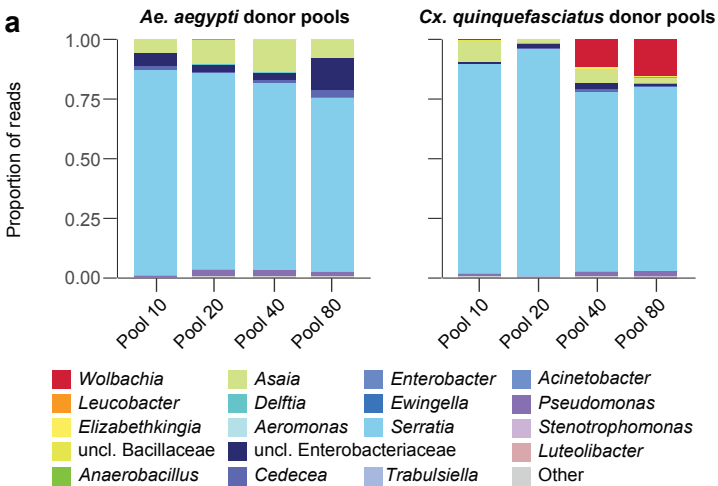 a
Ae. aegypti donor pools
Cx. quinquefasciatus donor pools
Proportion of reads
1.00
0.75
0.50
0.25
0.00
Pool 10
Pool 20
Pool 40
Pool 80
Pool 10
Pool 20
Pool 40
Pool 80
Wolbachia
Asaia
Enterobacter
Acinetobacter
Leucobacter
Delftia
Ewingella
Pseudomonas
Elizabethkingia
Aeromonas
Serratia
Stenotrophomonas
uncl. Bacillaceae
uncl. Enterobacteriaceae
Luteolibacter
Anaerobacillus
Cedecea
Trabulsiella
Other